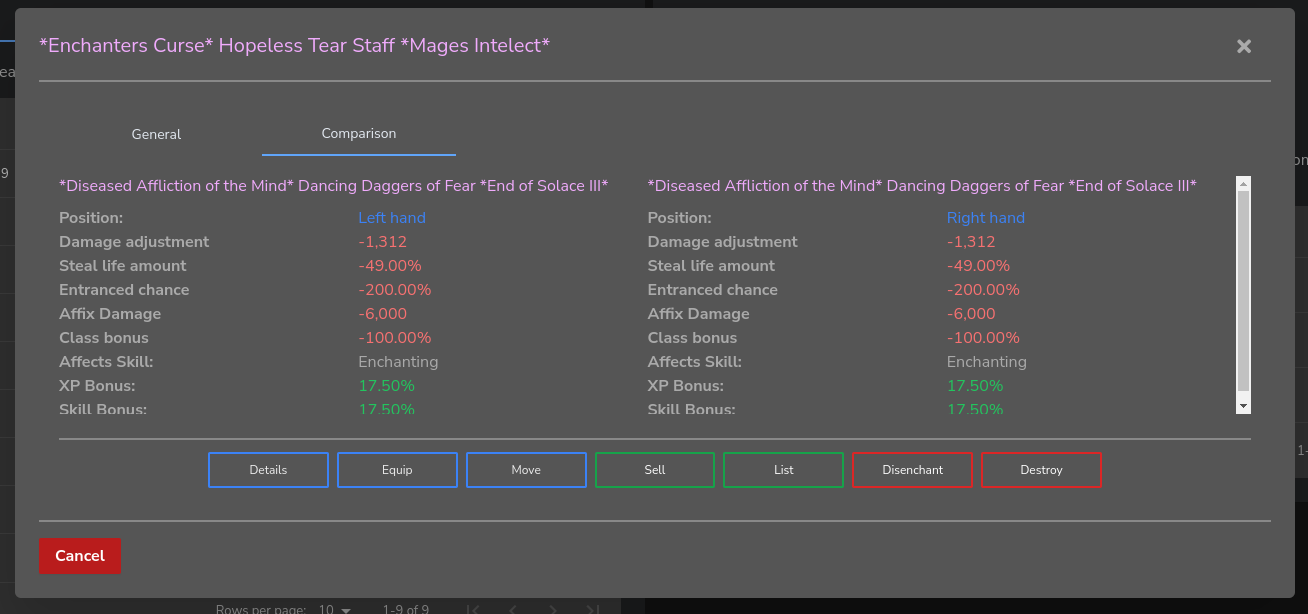 *Enchanters Curse* Hopeless Tear Staff *Mages Intelect*
ea
General Comparison
9
on
*Diseased Affliction of the Mind* Dancing Daggers of Fear *End of Solace III*
Position: Left hand
Damage adjustment -1,312
Steal life amount -49.00%
Entranced chance -200.00%
Affix Damage -6,000
Class bonus -100.00%
Affects Skill: Enchanting
XP Bonus: 17.50%
Skill Bonus: 17.50%
*Diseased Affliction of the Mind* Dancing Daggers of Fear *End of Solace III*
Position: Right hand
Damage adjustment -1,312
Steal life amount -49.00%
Entranced chance -200.00%
Affix Damage -6,000
Class bonus -100.00%
Affects Skill: Enchanting
XP Bonus: 17.50%
Skill Bonus: 17.50%
1-
Details Equip Move Sell List Disenchant Destroy
Cancel
Rows per page: 10 1-9 of 9